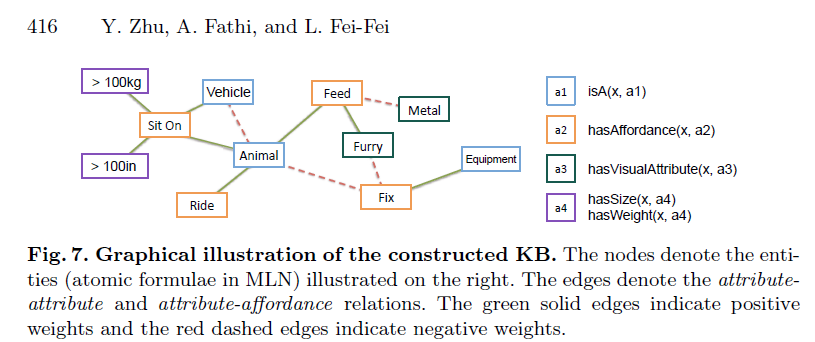 416 Y. Zhu, A. Fathi, and L. Fei-Fei
> 100kg
Vehicle
Feed
Metal
Sit On
Furry
Animal
Equipment
> 100in
Ride
Fix
a1 isA(x, a1)
a2 hasAffordance(x, a2)
a3 hasVisualAttribute(x, a3)
a4 hasSize(x, a4)
hasWeight(x, a4)
Fig. 7. Graphical illustration of the constructed KB. The nodes denote the enti-
ties (atomic formulae in MLN) illustrated on the right. The edges denote the attribute-
attribute and attribute-affordance relations. The green solid edges indicate positive
weights and the red dashed edges indicate negative weights.